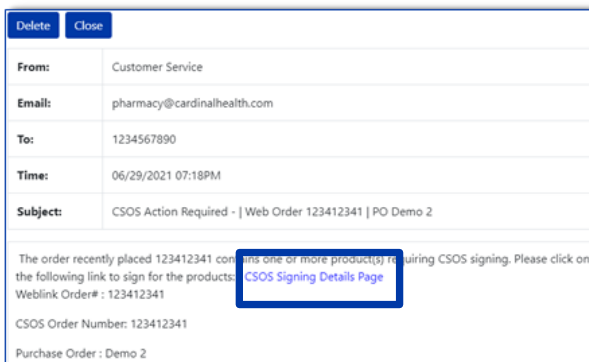 Delete Close
From: Customer Service
Email: pharmacy@cardinalhealth.com
To: 1234567890
Time: 06/29/2021 07:18PM
Subject: CSOS Action Required - | Web Order 123412341 | PO Demo 2
The order recently placed 123412341 contains one or more product(s) requiring CSOS signing. Please click on
the following link to sign for the products: CSOS Signing Details Page
Weblink Order# : 123412341
CSOS Order Number: 123412341
Purchase Order : Demo 2